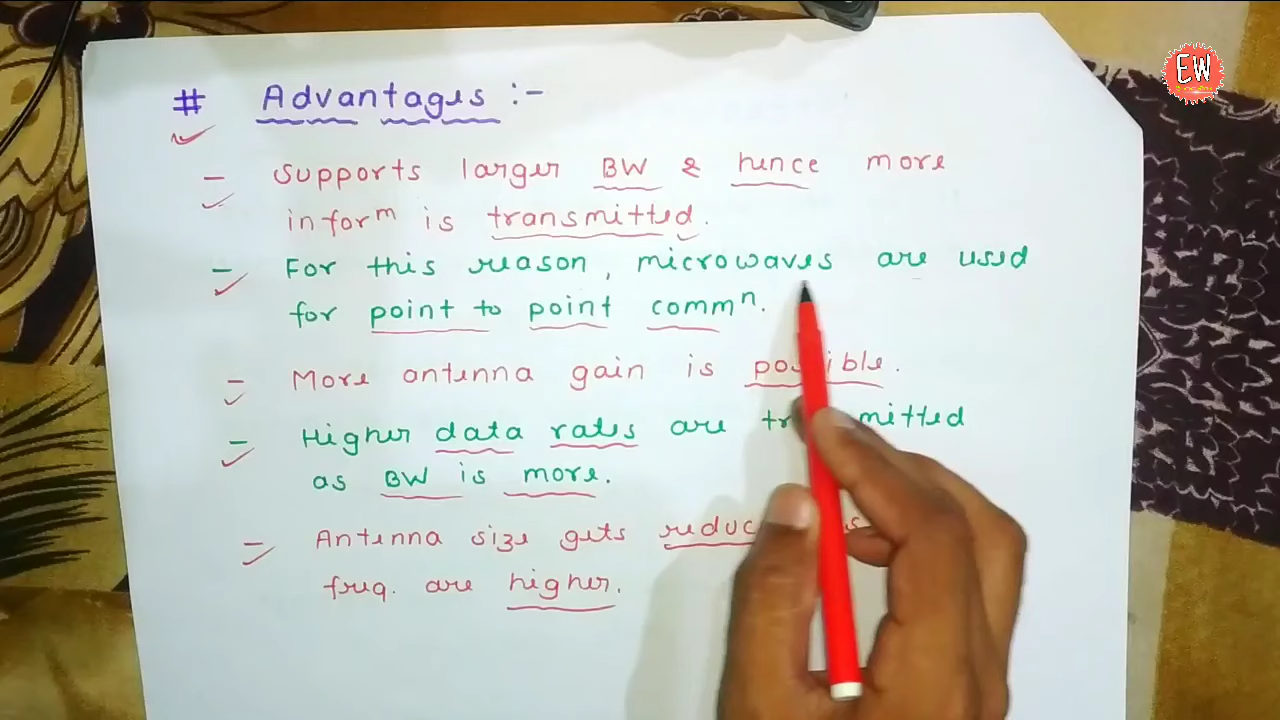 # Advantages :-
- Supports larger BW & hence more
inforᵐ is transmitted.
- For this reason, microwaves are used
for point to point commⁿ.
- More antenna gain is possible.
- Higher data rates are transmitted
as BW is more.
- Antenna size gets
freq. are higher.
EW